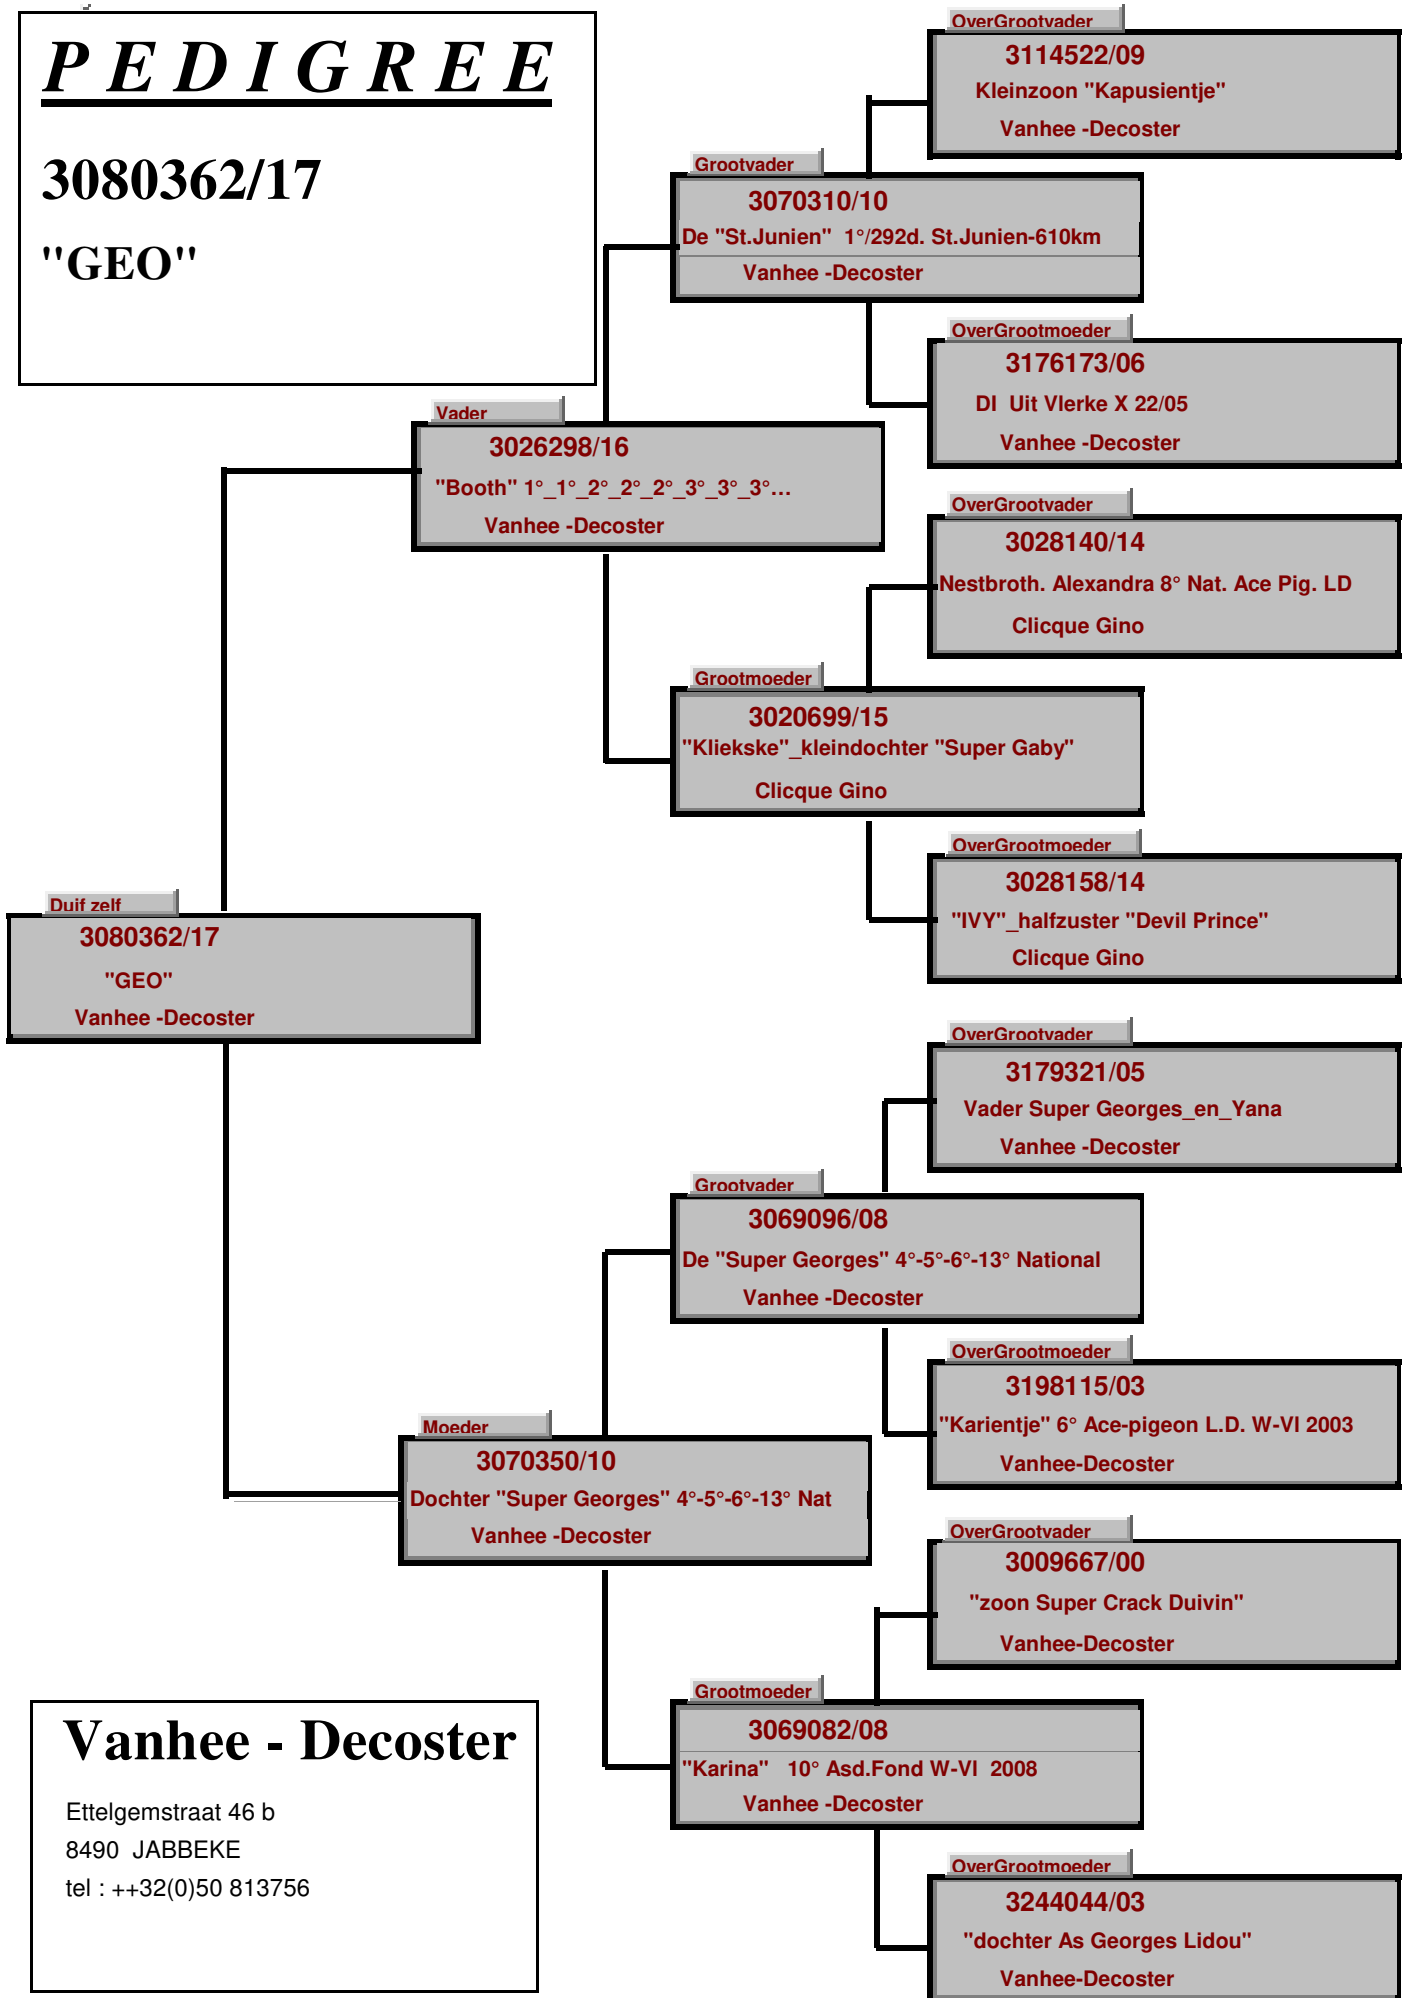 P E D I G R E E
3080362/17
"GEO"
OverGrootvader
3114522/09
Kleinzoon "Kapusientje"
Vanhee -Decoster
Grootvader
3070310/10
De "St.Junien"  1°/292d. St.Junien-610km
Vanhee -Decoster
OverGrootmoeder
3176173/06
DI  Uit Vlerke X 22/05
Vanhee -Decoster
Vader
3026298/16
"Booth" 1°_1°_2°_2°_2°_3°_3°_3°...
Vanhee -Decoster
OverGrootvader
3028140/14
Nestbroth. Alexandra 8° Nat. Ace Pig. LD
Clicque Gino
Grootmoeder
3020699/15
"Kliekske"_kleindochter "Super Gaby"
Clicque Gino
OverGrootmoeder
3028158/14
"IVY"_halfzuster "Devil Prince"
Clicque Gino
Duif zelf
3080362/17
"GEO"
Vanhee -Decoster
OverGrootvader
3179321/05
Vader Super Georges_en_Yana
Vanhee -Decoster
Grootvader
3069096/08
De "Super Georges" 4°-5°-6°-13° National
Vanhee -Decoster
OverGrootmoeder
3198115/03
"Karientje" 6° Ace-pigeon L.D. W-Vl 2003
Vanhee-Decoster
Moeder
3070350/10
Dochter "Super Georges" 4°-5°-6°-13° Nat
Vanhee -Decoster
OverGrootvader
3009667/00
"zoon Super Crack Duivin"
Vanhee-Decoster
Grootmoeder
3069082/08
"Karina"   10° Asd.Fond W-Vl  2008
Vanhee -Decoster
OverGrootmoeder
3244044/03
"dochter As Georges Lidou"
Vanhee-Decoster
Vanhee - Decoster
Ettelgemstraat 46 b
8490  JABBEKE
tel : ++32(0)50 813756